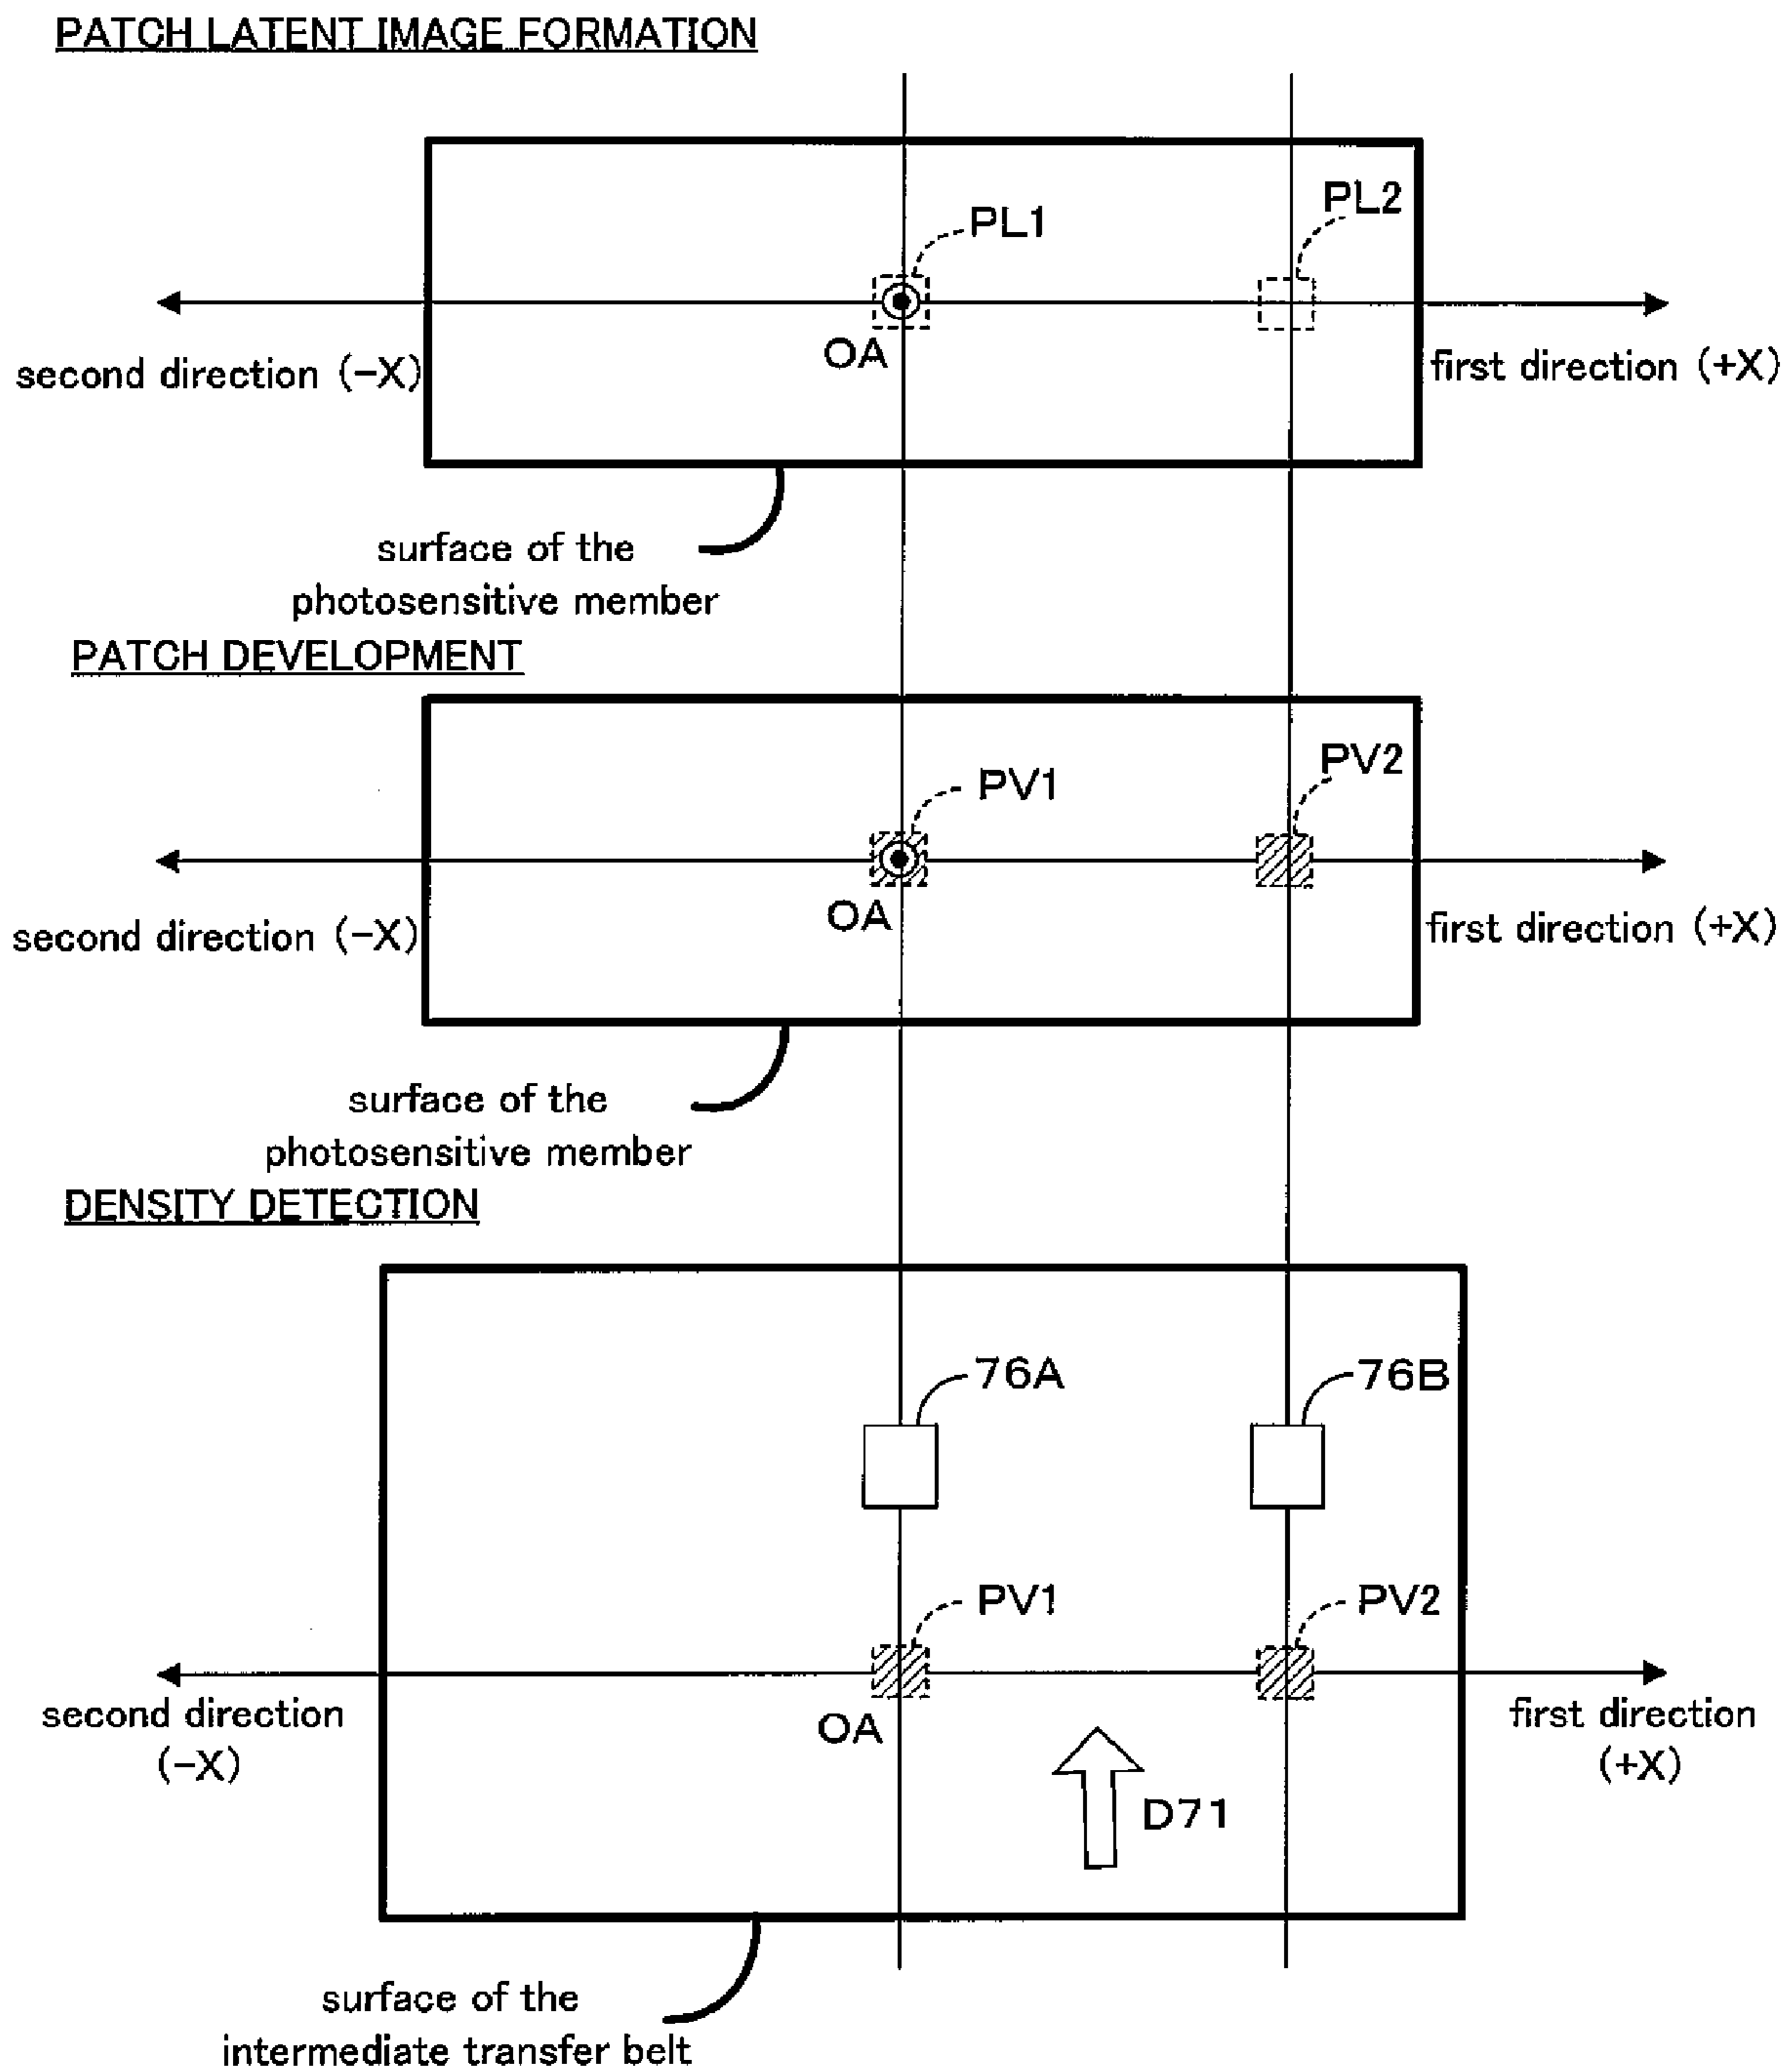 PATCH LATENT IMAGE FORMATION
PL1
PL2
OA
second direction (-X)
first direction (+X)
surface of the
photosensitive member
PATCH DEVELOPMENT
PV1
PV2
OA
second direction (-X)
first direction (+X)
surface of the
photosensitive member
DENSITY DETECTION
76A
76B
PV1
PV2
OA
second direction
(-X)
first direction
(+X)
D71
surface of the
intermediate transfer belt